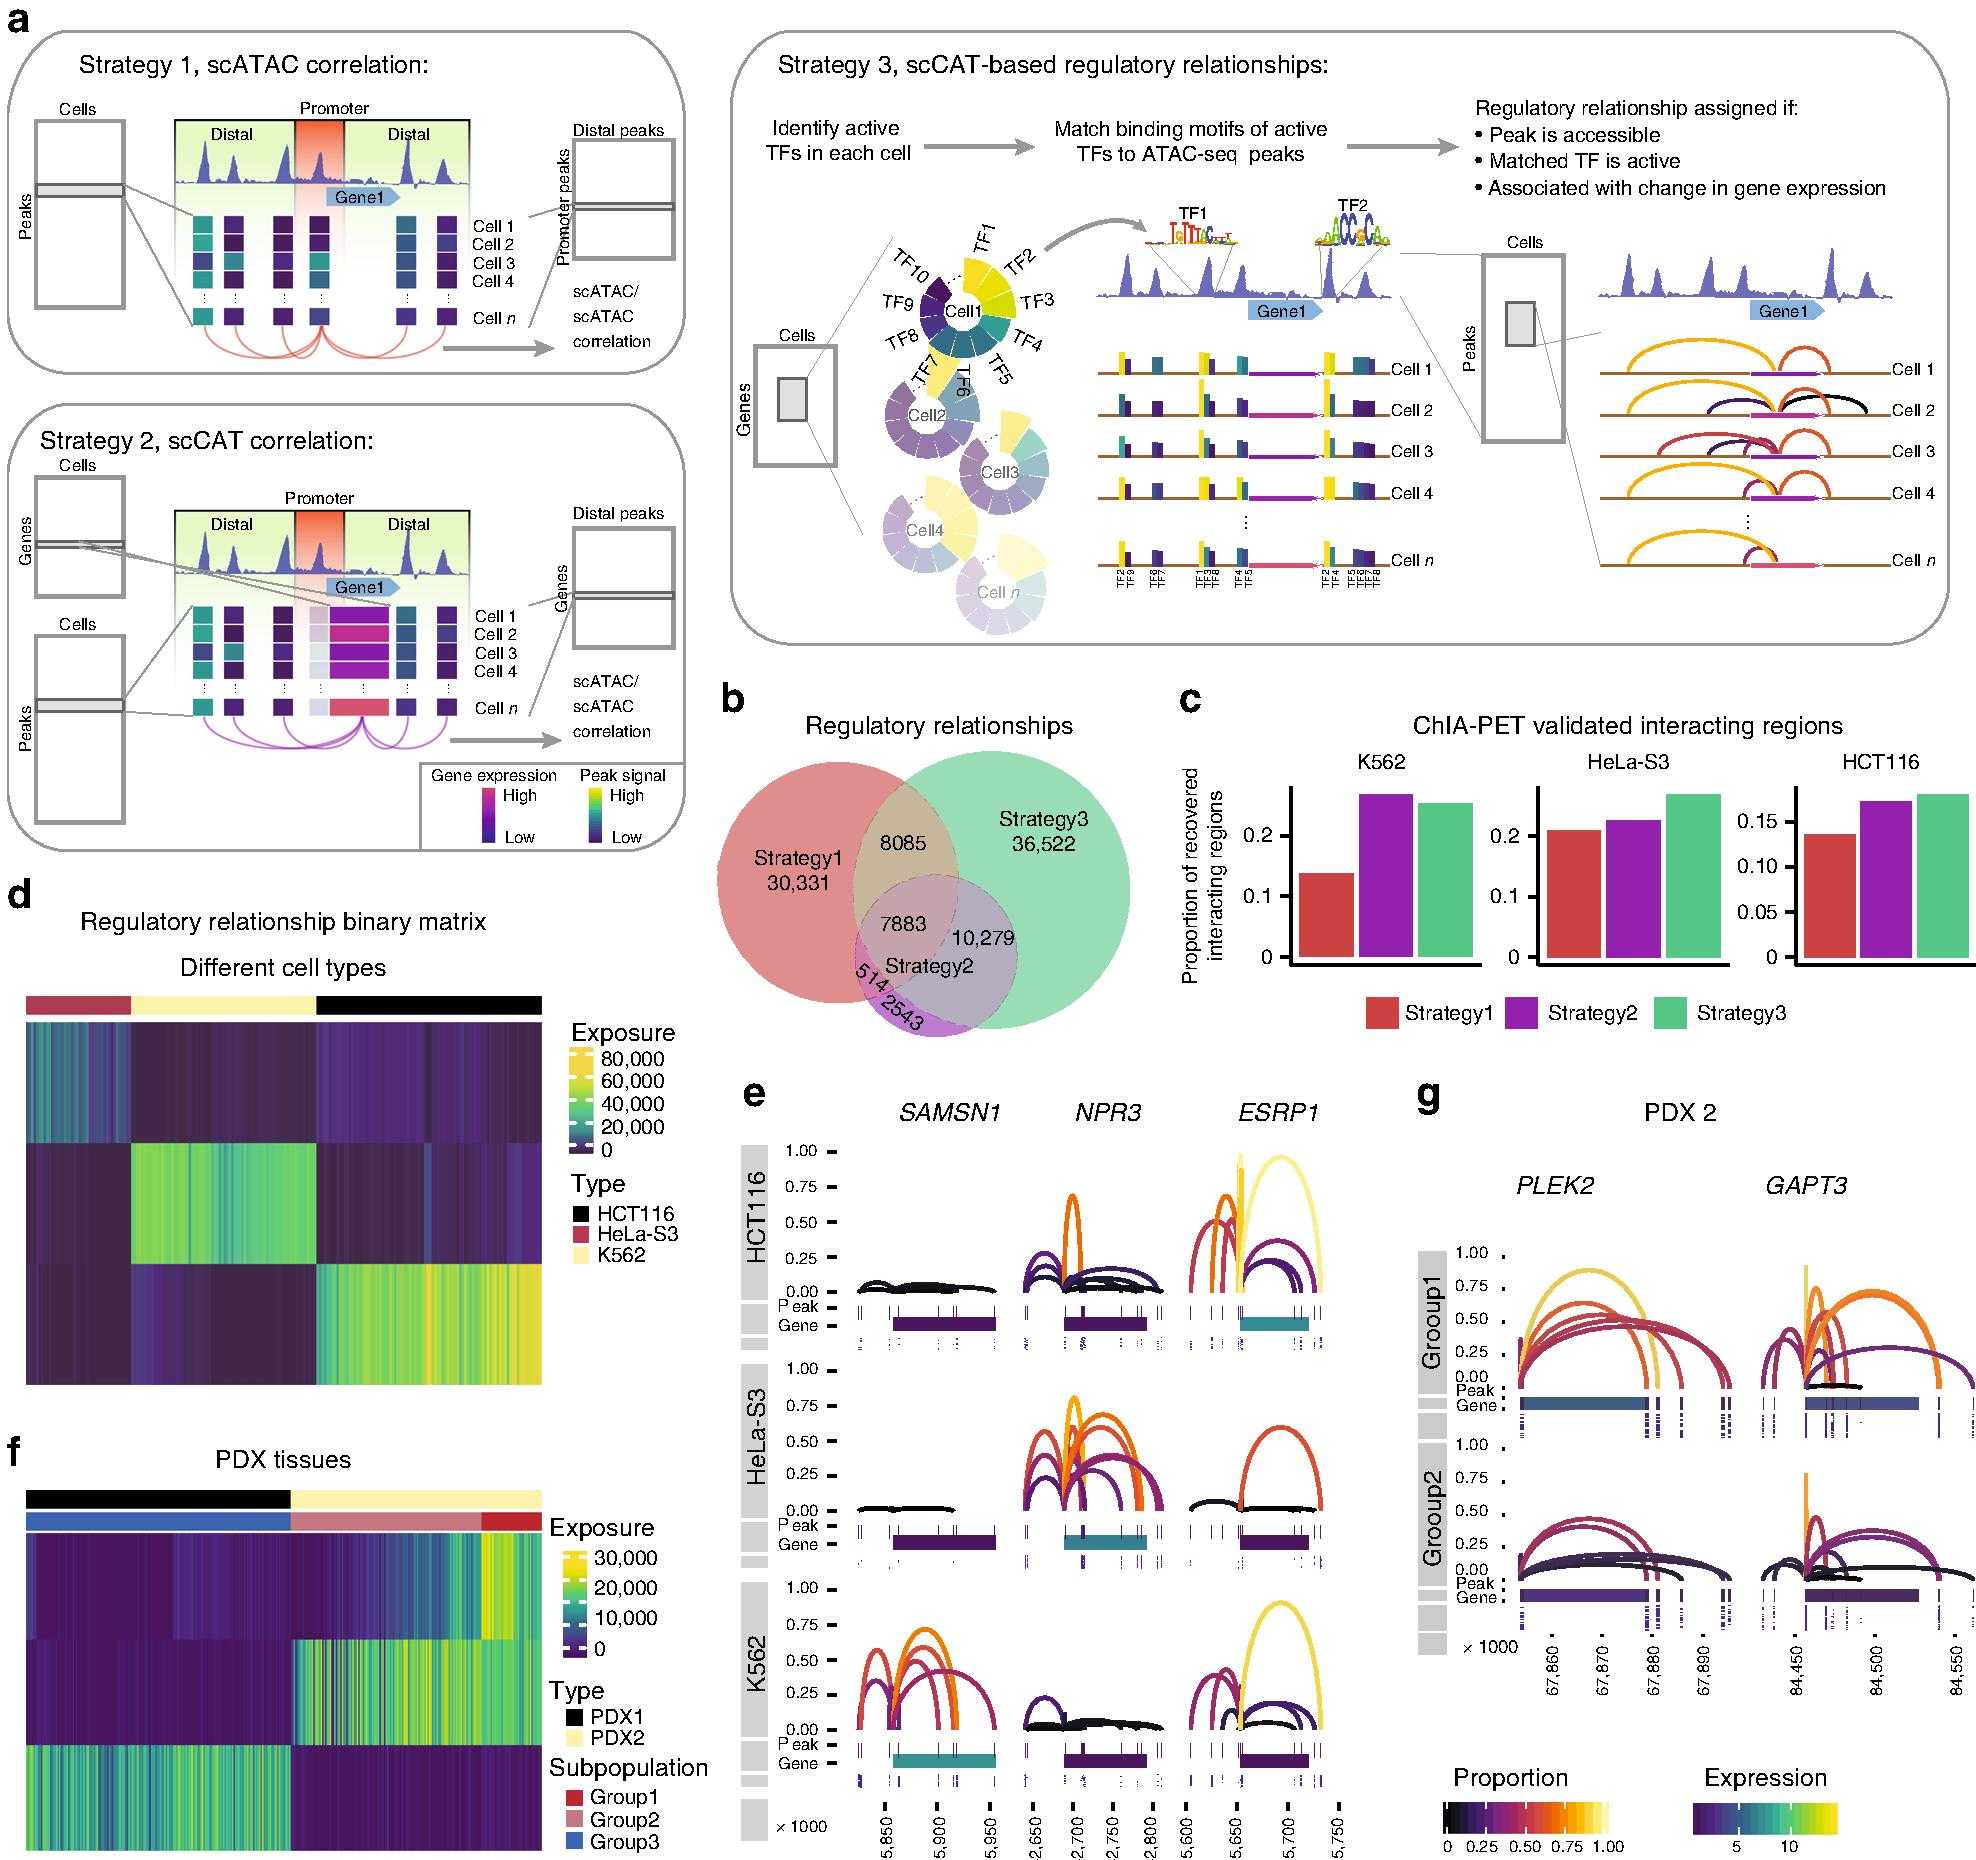 a
Strategy 1, scATAC correlation:
Cells
Peaks
Promoter
Distal
Distal
Gene1
Cell 1
Cell 2
Cell 3
Cell 4
Cell n
Distal peaks
Promoter peaks
scATAC/
scATAC
correlation
Strategy 2, scCAT correlation:
Cells
Genes
Cells
Peaks
Promoter
Distal
Distal
Gene1
Cell 1
Cell 2
Cell 3
Cell 4
Cell n
Distal peaks
Genes
scATAC/
scATAC
correlation
Gene expression
High
Low
Peak signal
High
Low
Strategy 3, scCAT-based regulatory relationships:
Identify active
TFs in each cell
Match binding motifs of active
TFs to ATAC-seq peaks
Regulatory relationship assigned if:
• Peak is accessible
• Matched TF is active
• Associated with change in gene expression
Cells
Genes
TF1
TF2
TF3
TF4
TF5
TF6
TF7
TF8
TF9
TF10
Cell1
Cell2
Cell3
Cell4
Cell n
TF1
TF2
Gene1
Cell 1
Cell 2
Cell 3
Cell 4
Cell n
TF2
TF9
TF6
TF7
TF1
TF3
TF8
TF4
TF5
TF2
TF4
TF5
TF6
TF7
TF8
Cells
Peaks
Gene1
Cell 1
Cell 2
Cell 3
Cell 4
Cell n
b
Regulatory relationships
Strategy1
30,331
8085
Strategy3
36,522
7883
10,279
Strategy2
514
2543
c
ChIA-PET validated interacting regions
Proportion of recovered
interacting regions
K562
0.2
0.1
0
HeLa-S3
0.2
0.1
0
HCT116
0.15
0.10
0.05
0
Strategy1
Strategy2
Strategy3
d
Regulatory relationship binary matrix
Different cell types
Exposure
80,000
60,000
40,000
20,000
0
Type
HCT116
HeLa-S3
K562
e
SAMSN1
NPR3
ESRP1
HCT116
1.00
0.75
0.50
0.25
0.00
Peak
Gene
HeLa-S3
1.00
0.75
0.50
0.25
0.00
Peak
Gene
K562
1.00
0.75
0.50
0.25
0.00
Peak
Gene
× 1000
5,850
5,900
5,950
2,650
2,700
2,750
2,800
5,600
5,650
5,700
5,750
f
PDX tissues
Exposure
30,000
20,000
10,000
0
Type
PDX1
PDX2
Subpopulation
Group1
Group2
Group3
g
PDX 2
PLEK2
GAPT3
Grooup1
1.00
0.75
0.50
0.25
0.00
Peak
Gene
Grooup2
1.00
0.75
0.50
0.25
0.00
Peak
Gene
× 1000
67,860
67,870
67,880
67,890
84,450
84,500
84,550
Proportion
0
0.25
0.50
0.75
1.00
Expression
5
10